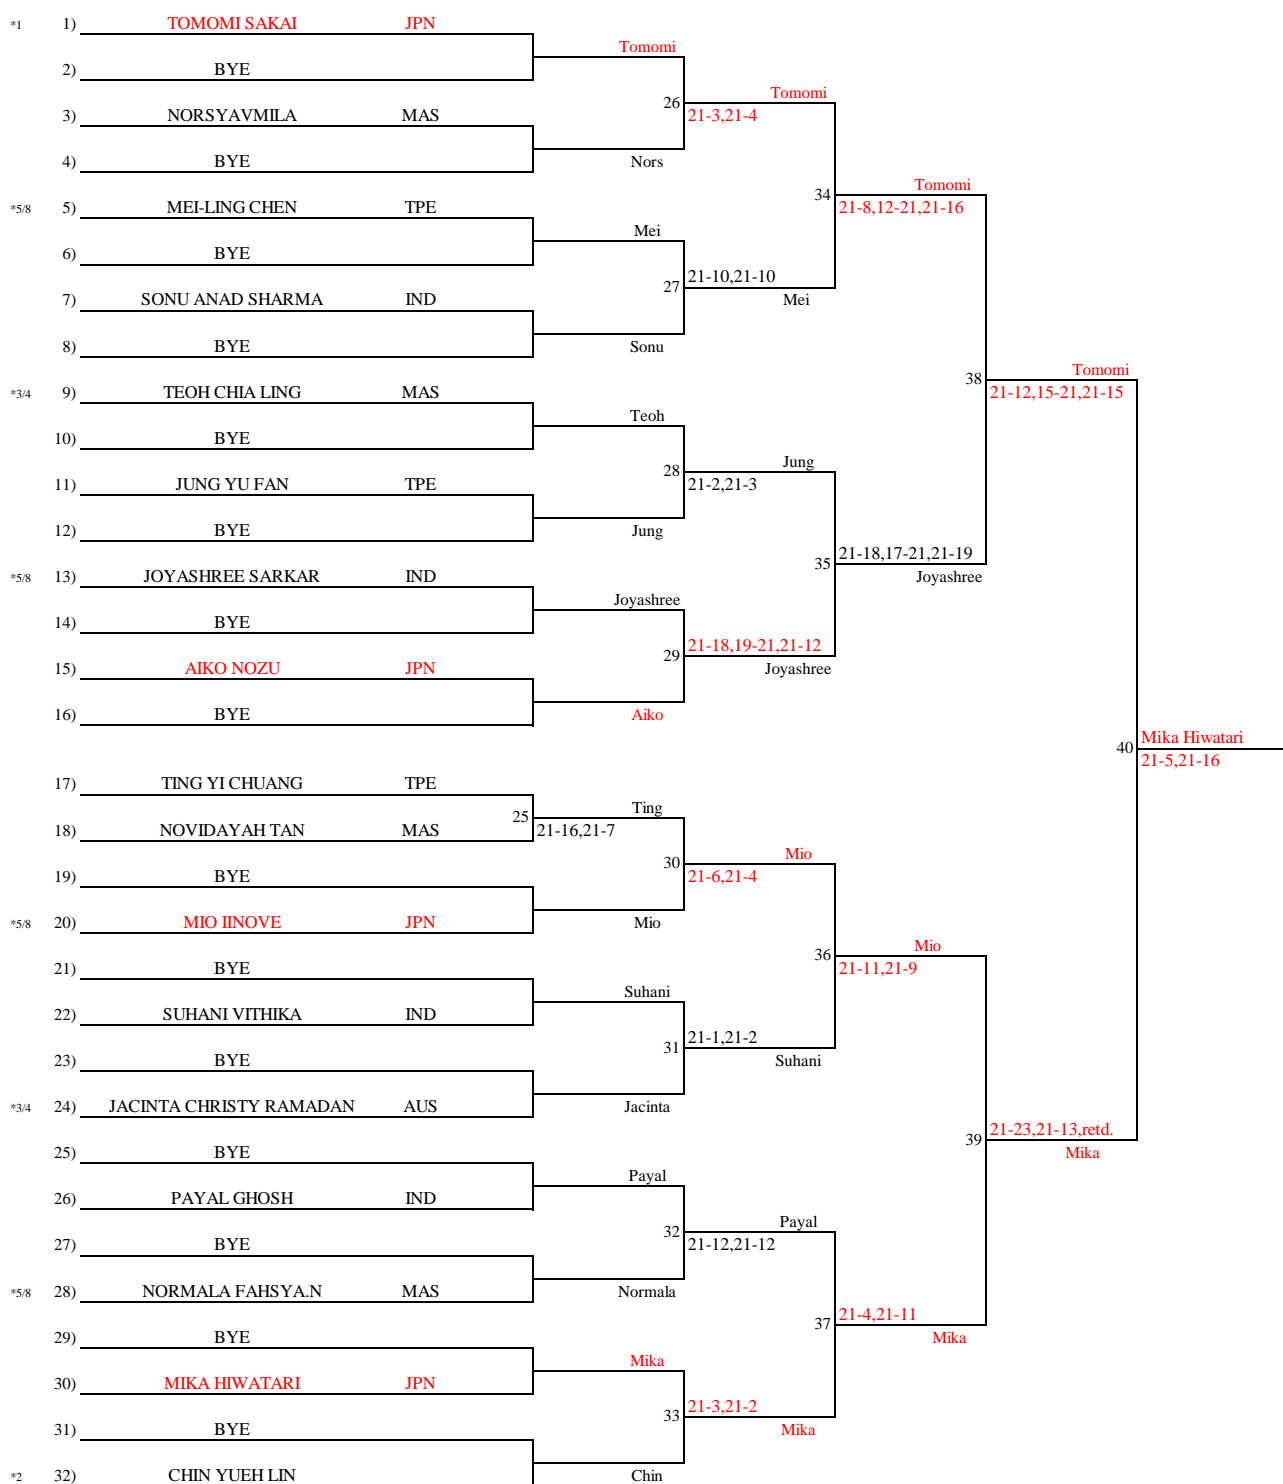 *1 1) TOMOMI SAKAI JPN
Tomomi
2) BYE
26 Tomomi
3) NORSYAVMILA MAS 21-3,21-4
4) BYE Nors
34 Tomomi
*5/8 5) MEI-LING CHEN TPE 21-8,12-21,21-16
Mei
6) BYE
27 21-10,21-10
7) SONU ANAD SHARMA IND Mei
8) BYE Sonu
38 Tomomi
*3/4 9) TEOH CHIA LING MAS 21-12,15-21,21-15
Teoh
10) BYE
28 Jung
11) JUNG YU FAN TPE 21-2,21-3
12) BYE Jung
35 21-18,17-21,21-19
*5/8 13) JOYASHREE SARKAR IND Joyashree
Joyashree
14) BYE
29 21-18,19-21,21-12
15) AIKO NOZU JPN Joyashree
16) BYE Aiko
40 Mika Hiwatari
21-5,21-16
17) TING YI CHUANG TPE
25 Ting
18) NOVIDAYAH TAN MAS 21-16,21-7
30 Mio
19) BYE 21-6,21-4
*5/8 20) MIO IINOVE JPN Mio
36 Mio
21) BYE 21-11,21-9
Suhani
22) SUHANI VITHIKA IND
31 21-1,21-2
23) BYE Suhani
*3/4 24) JACINTA CHRISTY RAMADAN AUS Jacinta
39 21-23,21-13,retd.
25) BYE Mika
Payal
26) PAYAL GHOSH IND
32 Payal
27) BYE 21-12,21-12
*5/8 28) NORMALA FAHSYA.N MAS Normala
37 21-4,21-11
29) BYE Mika
Mika
30) MIKA HIWATARI JPN
33 21-3,21-2
31) BYE Mika
*2 32) CHIN YUEH LIN Chin